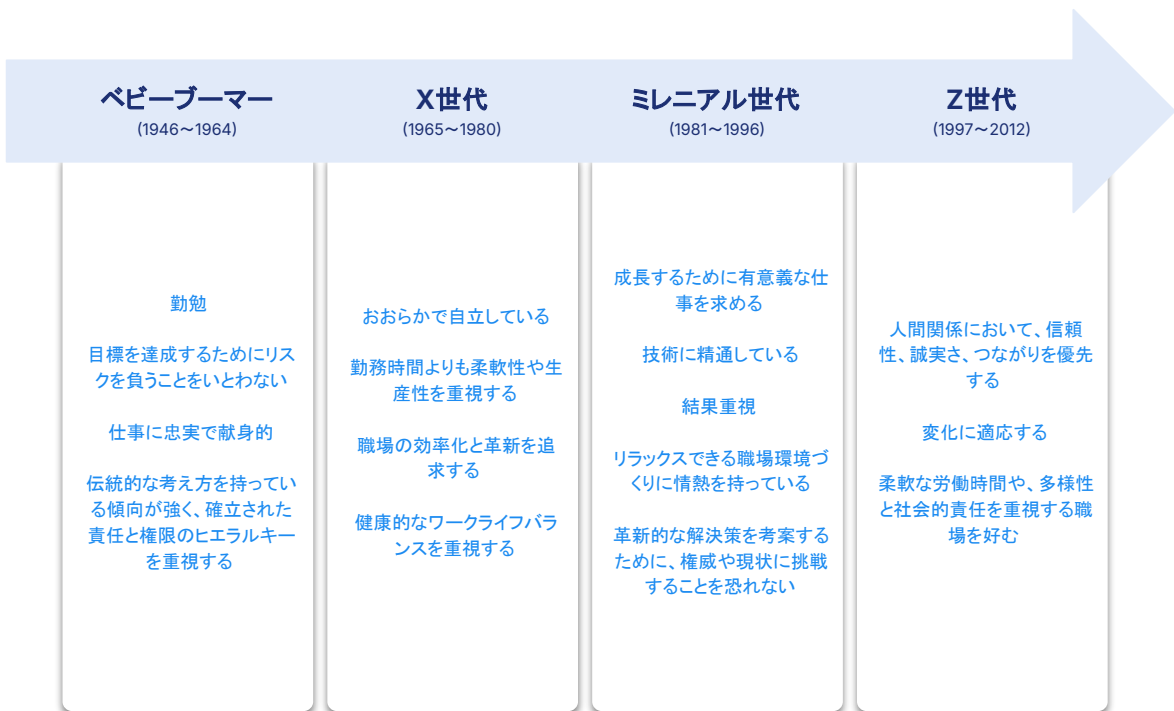 ベビーブーマー
(1946〜1964)
X世代
(1965〜1980)
ミレニアル世代
(1981〜1996)
Z世代
(1997〜2012)
勤勉
目標を達成するためにリス
クを負うことをいとわない
仕事に忠実で献身的
伝統的な考え方を持ってい
る傾向が強く、確立された
責任と権限のヒエラルキー
を重視する
おおらかで自立している
勤務時間よりも柔軟性や生
産性を重視する
職場の効率化と革新を追
求する
健康的なワークライフバラ
ンスを重視する
成長するために有意義な仕
事を求める
技術に精通している
結果重視
リラックスできる職場環境づ
くりに情熱を持っている
革新的な解決策を考案する
ために、権威や現状に挑戦
することを恐れない
人間関係において、信頼
性、誠実さ、つながりを優先
する
変化に適応する
柔軟な労働時間や、多様性
と社会的責任を重視する職
場を好む